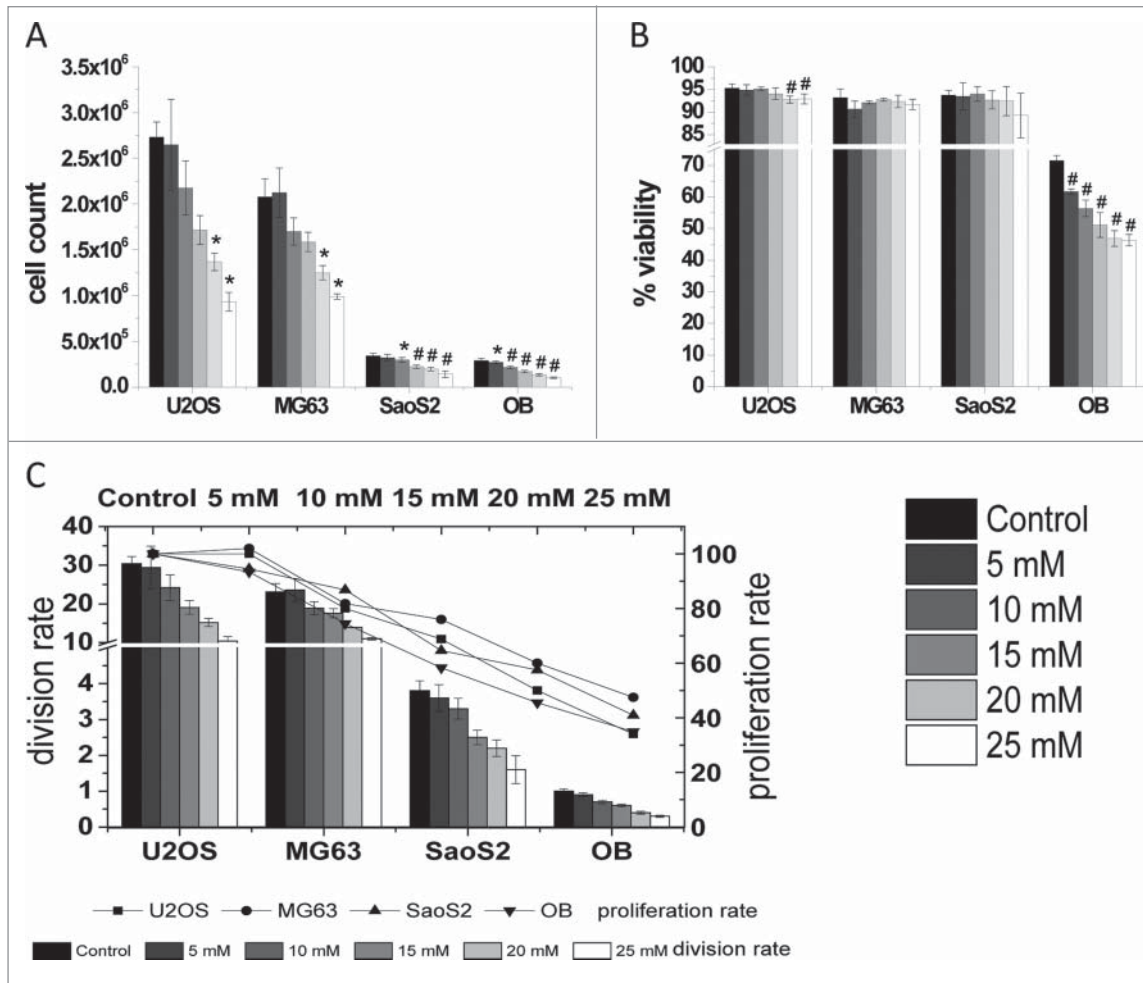 A
3.5x10⁶
3.0x10⁶
2.5x10⁶
2.0x10⁶
1.5x10⁶
1.0x10⁶
5.0x10⁵
0.0
cell count
* * * * * # # # * # # # #
U2OS MG63 SaoS2 OB
B
100
95
90
85
70
60
50
40
30
20
10
0
% viability
# # # # # # #
U2OS MG63 SaoS2 OB
C
Control 5 mM 10 mM 15 mM 20 mM 25 mM
40
30
20
10
4
3
2
1
0
division rate
100
80
60
40
20
0
proliferation rate
U2OS MG63 SaoS2 OB
U2OS MG63 SaoS2 OB proliferation rate
Control 5 mM 10 mM 15 mM 20 mM 25 mM division rate
Control
5 mM
10 mM
15 mM
20 mM
25 mM